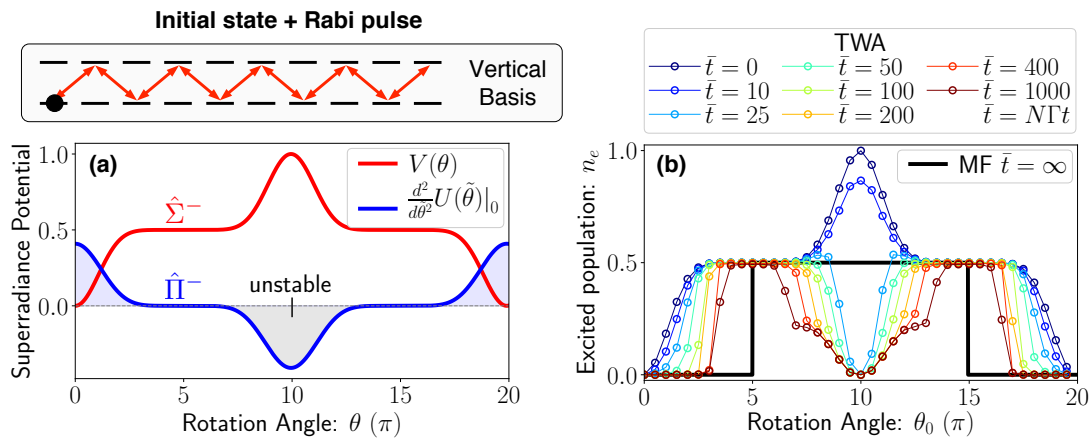 Initial state + Rabi pulse
Vertical
Basis
(a)
V(θ)
d²/dθ̃² U(θ̃)|₀
Σ̂⁻
Π̂⁻
unstable
Superradiance Potential
1.0
0.5
0.0
0 5 10 15 20
Rotation Angle: θ (π)
TWA
t̄ = 0
t̄ = 10
t̄ = 25
t̄ = 50
t̄ = 100
t̄ = 200
t̄ = 400
t̄ = 1000
t̄ = NΓt
(b)
MF t̄ = ∞
Excited population: nₑ
1.0
0.5
0.0
0 5 10 15 20
Rotation Angle: θ₀ (π)